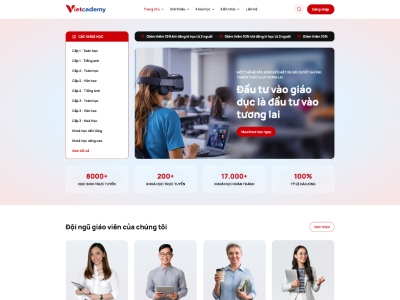 Vietcademy
Trang chủ
Giới thiệu
Khoá học
Kiến thức
Liên hệ
Đăng nhập
CÁC KHOÁ HỌC
Cấp 1 - Toán học
Cấp 1 - Tiếng anh
Cấp 2 - Toán học
Cấp 2 - Văn học
Cấp 2 - Tiếng Anh
Cấp 3 - Toán học
Cấp 3 - Văn học
Cấp 3 - Hoá học
Khoá học nền tảng
Khoá học nâng cao
Xem tất cả
Giảm thêm 10% khi đăng kí học từ 2 người
Giảm thêm 10% khi đăng kí học từ 2 người
Giảm thêm 10%
Đầu tư vào giáo
dục là đầu tư vào
tương lai
Mua khoá học ngay
8000+
HỌC SINH TRỰC TUYẾN
200+
KHOÁ HỌC TRỰC TUYẾN
17.000+
KHOÁ HỌC HOÀN THÀNH
100%
TỶ LỆ HÀI LÒNG
Đội ngũ giáo viên của chúng tôi
Xem thêm